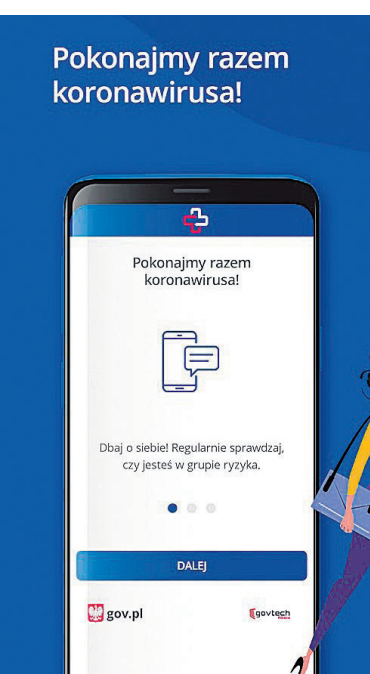 Pokonajmy razem
koronawirusa!
Pokonajmy razem
koronawirusa!
Dbaj o siebie! Regularnie sprawdzaj,
czy jesteś w grupie ryzyka.
DALEJ
gov.pl
govtech